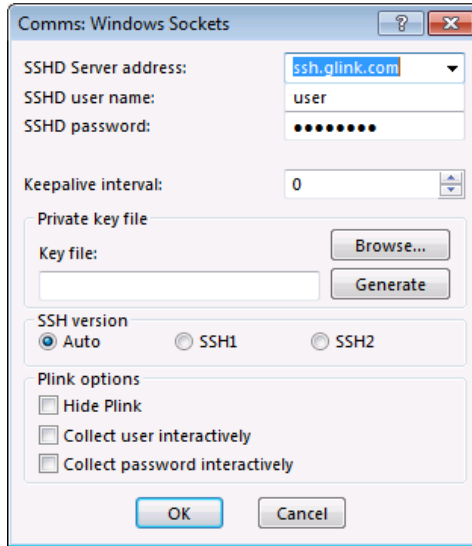 Comms: Windows Sockets
SSHD Server address: ssh.glink.com
SSHD user name: user
SSHD password: ●●●●●●●●
Keepalive interval: 0
Private key file
Browse...
Key file:
Generate
SSH version
Auto SSH1 SSH2
Plink options
Hide Plink
Collect user interactively
Collect password interactively
OK Cancel